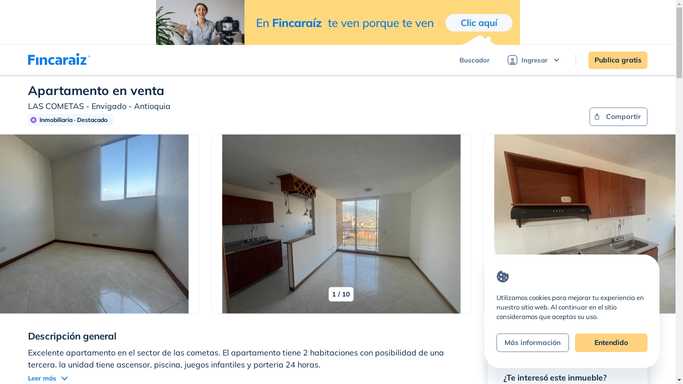 En Fincaraíz te ven porque te ven
Clic aquí
Fincaraiz
Buscador
Ingresar
Publica gratis
Apartamento en venta
LAS COMETAS - Envigado - Antioquia
Inmobiliaria · Destacado
Compartir
1 / 10
Utilizamos cookies para mejorar tu experiencia en
nuestro sitio web. Al continuar en el sitio
consideramos que aceptas su uso.
Más información
Entendido
Descripción general
Excelente apartamento en el sector de las cometas. El apartamento tiene 2 habitaciones con posibilidad de una
tercera. la unidad tiene ascensor, piscina, juegos infantiles y porteria 24 horas.
Leer más
¿Te interesó este inmueble?